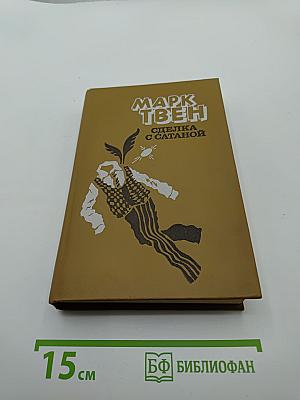 МАРК
ТВЕН
СДЕЛКА
С САТАНОЙ
15 см
БФ БИБЛИОФАН